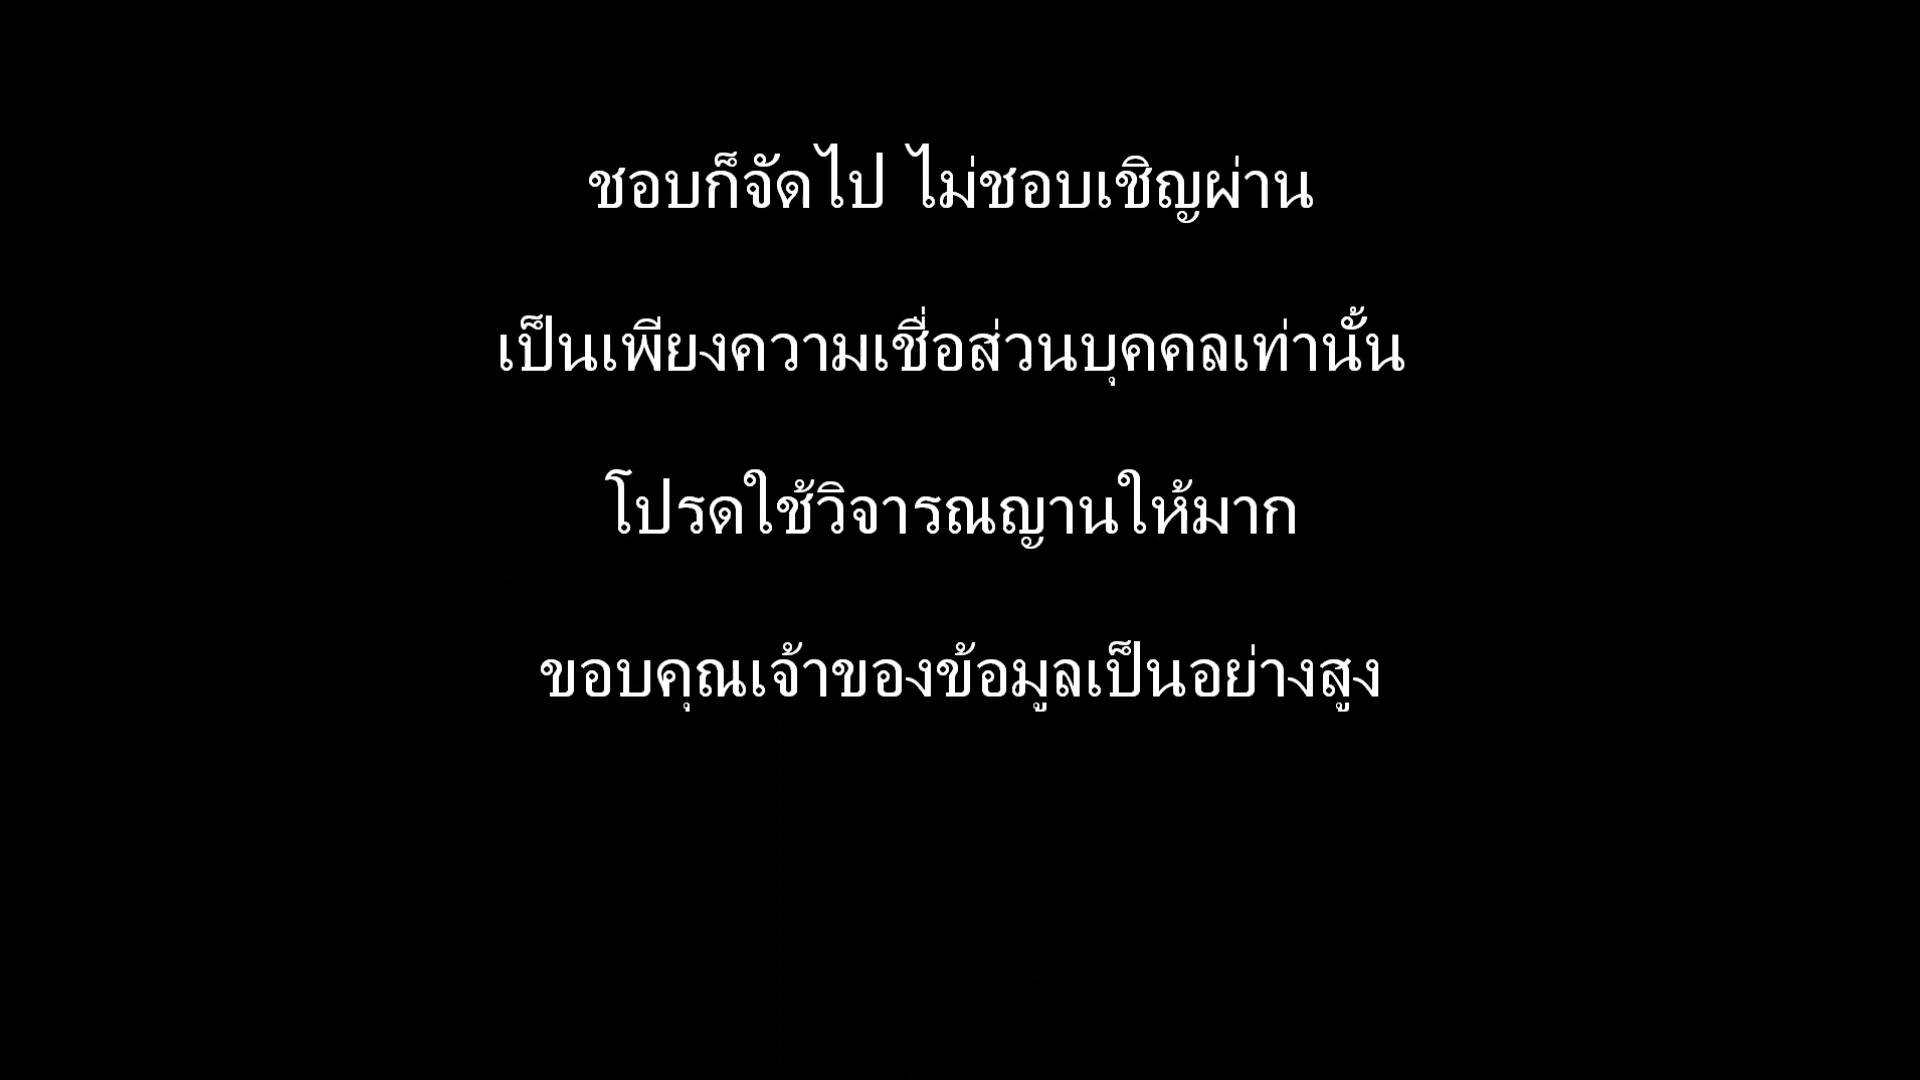 ชอบก็จัดไป ไม่ชอบเชิญผ่าน
เป็นเพียงความเชื่อส่วนบุคคลเท่านั้น
โปรดใช้วิจารณญานให้มาก
ขอบคุณเจ้าของข้อมูลเป็นอย่างสูง